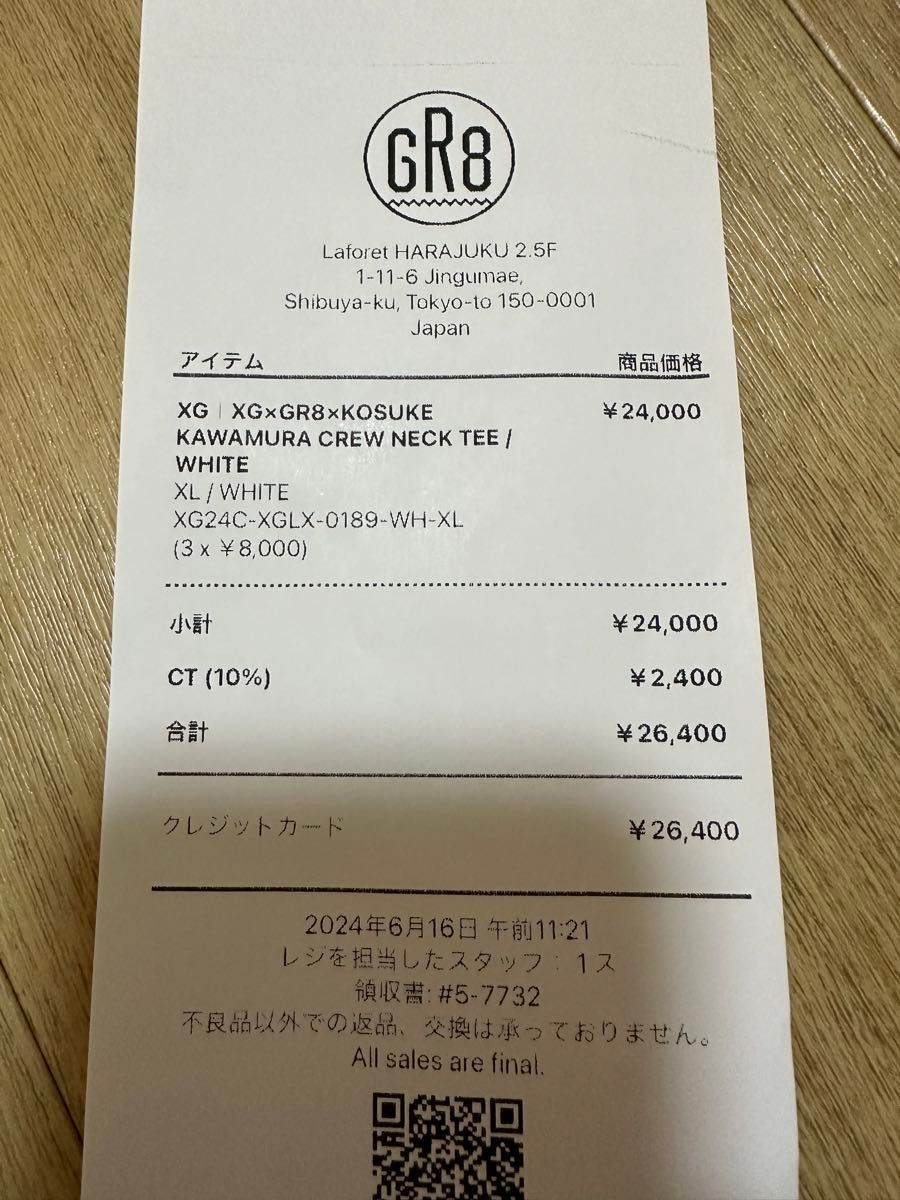 GR8
Laforet HARAJUKU 2.5F
1-11-6 Jingumae,
Shibuya-ku, Tokyo-to 150-0001
Japan
アイテム 商品価格
XG | XG×GR8×KOSUKE ¥24,000
KAWAMURA CREW NECK TEE /
WHITE
XL / WHITE
XG24C-XGLX-0189-WH-XL
(3 x ¥8,000)
小計 ¥24,000
CT (10%) ¥2,400
合計 ¥26,400
クレジットカード ¥26,400
2024年6月16日 午前11:21
レジを担当したスタッフ: 1ス
領収書: #5-7732
不良品以外での返品、交換は承っておりません。
All sales are final.